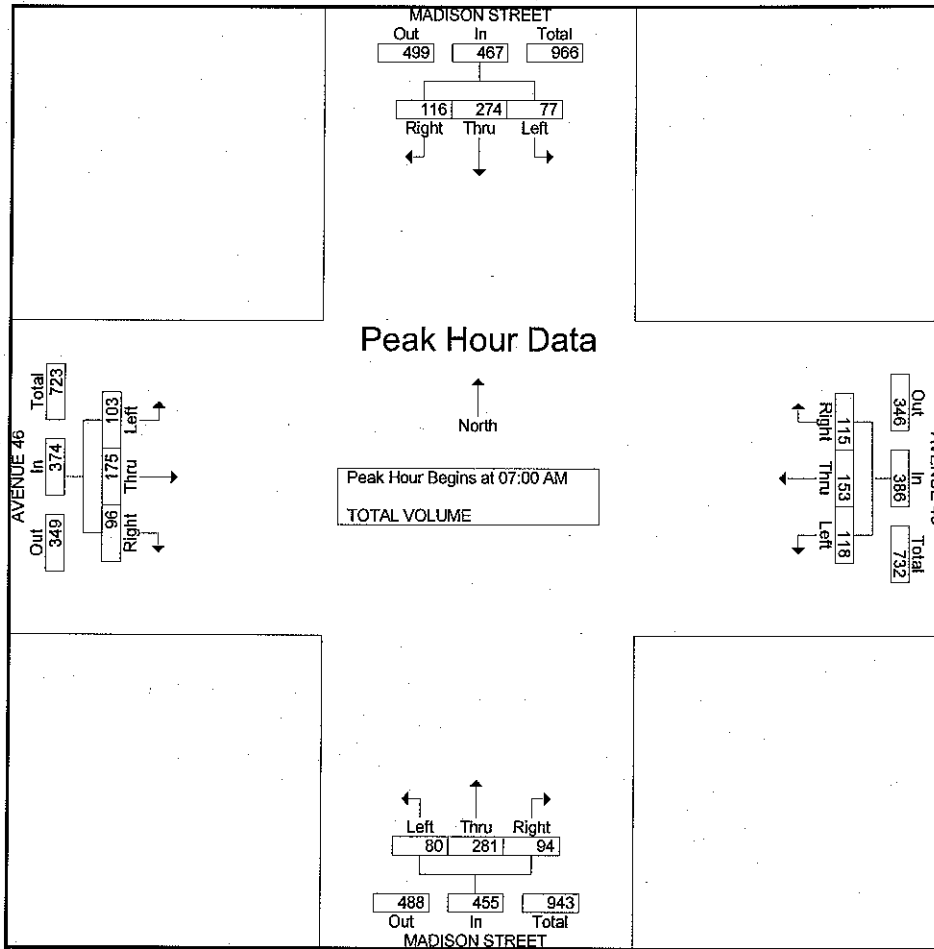 MADISON STREET
Out In Total
499 467 966
116 274 77
Right Thru Left
Peak Hour Data
North
Peak Hour Begins at 07:00 AM
TOTAL VOLUME
AVENUE 46
Total In Out
723 374 349
103 175 96
Left Thru Right
Right Thru Left
115 153 118
346 386 732
Out In Total
Left Thru Right
80 281 94
488 455 943
Out In Total
MADISON STREET